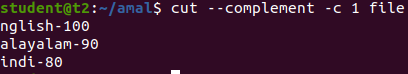 student@t2:~/amal$ cut --complement -c 1 file
nglish-100
alayalam-90
indi-80